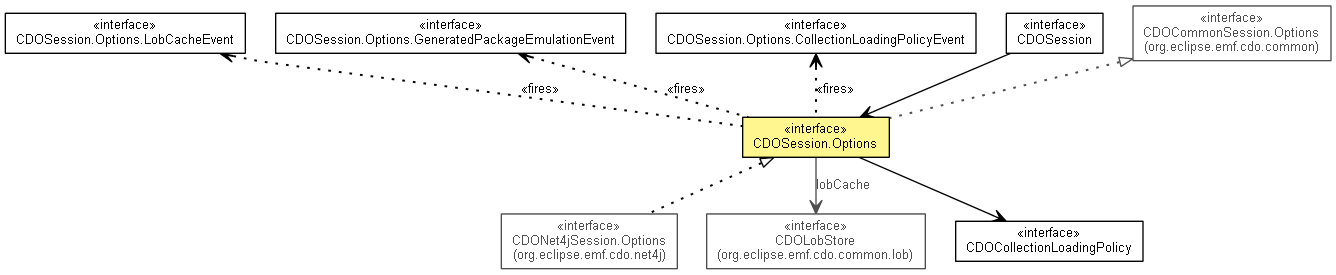 «interface»
CDOSession.Options.LobCacheEvent
«interface»
CDOSession.Options.GeneratedPackageEmulationEvent
«interface»
CDOSession.Options.CollectionLoadingPolicyEvent
«interface»
CDOSession
«interface»
CDOCommonSession.Options
(org.eclipse.emf.cdo.common)
«fires»
«fires»
«fires»
«interface»
CDOSession.Options
lobCache
«interface»
CDONet4jSession.Options
(org.eclipse.emf.cdo.net4j)
«interface»
CDOLobStore
(org.eclipse.emf.cdo.common.lob)
«interface»
CDOCollectionLoadingPolicy